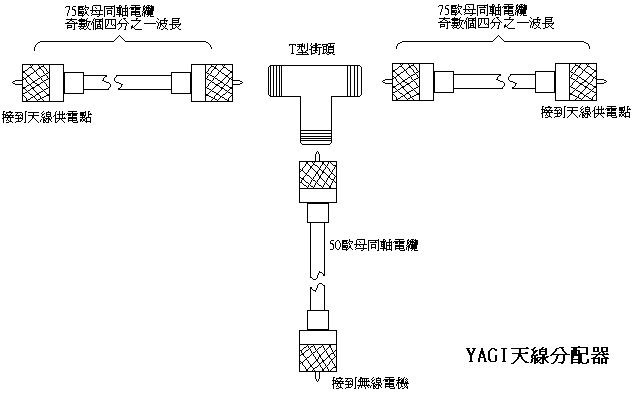 75歐母同軸電纜
奇數個四分之一波長
75歐母同軸電纜
奇數個四分之一波長
T型街頭
接到天線供電點
接到天線供電點
50歐母同軸電纜
YAGI天線分配器
接到無線電機